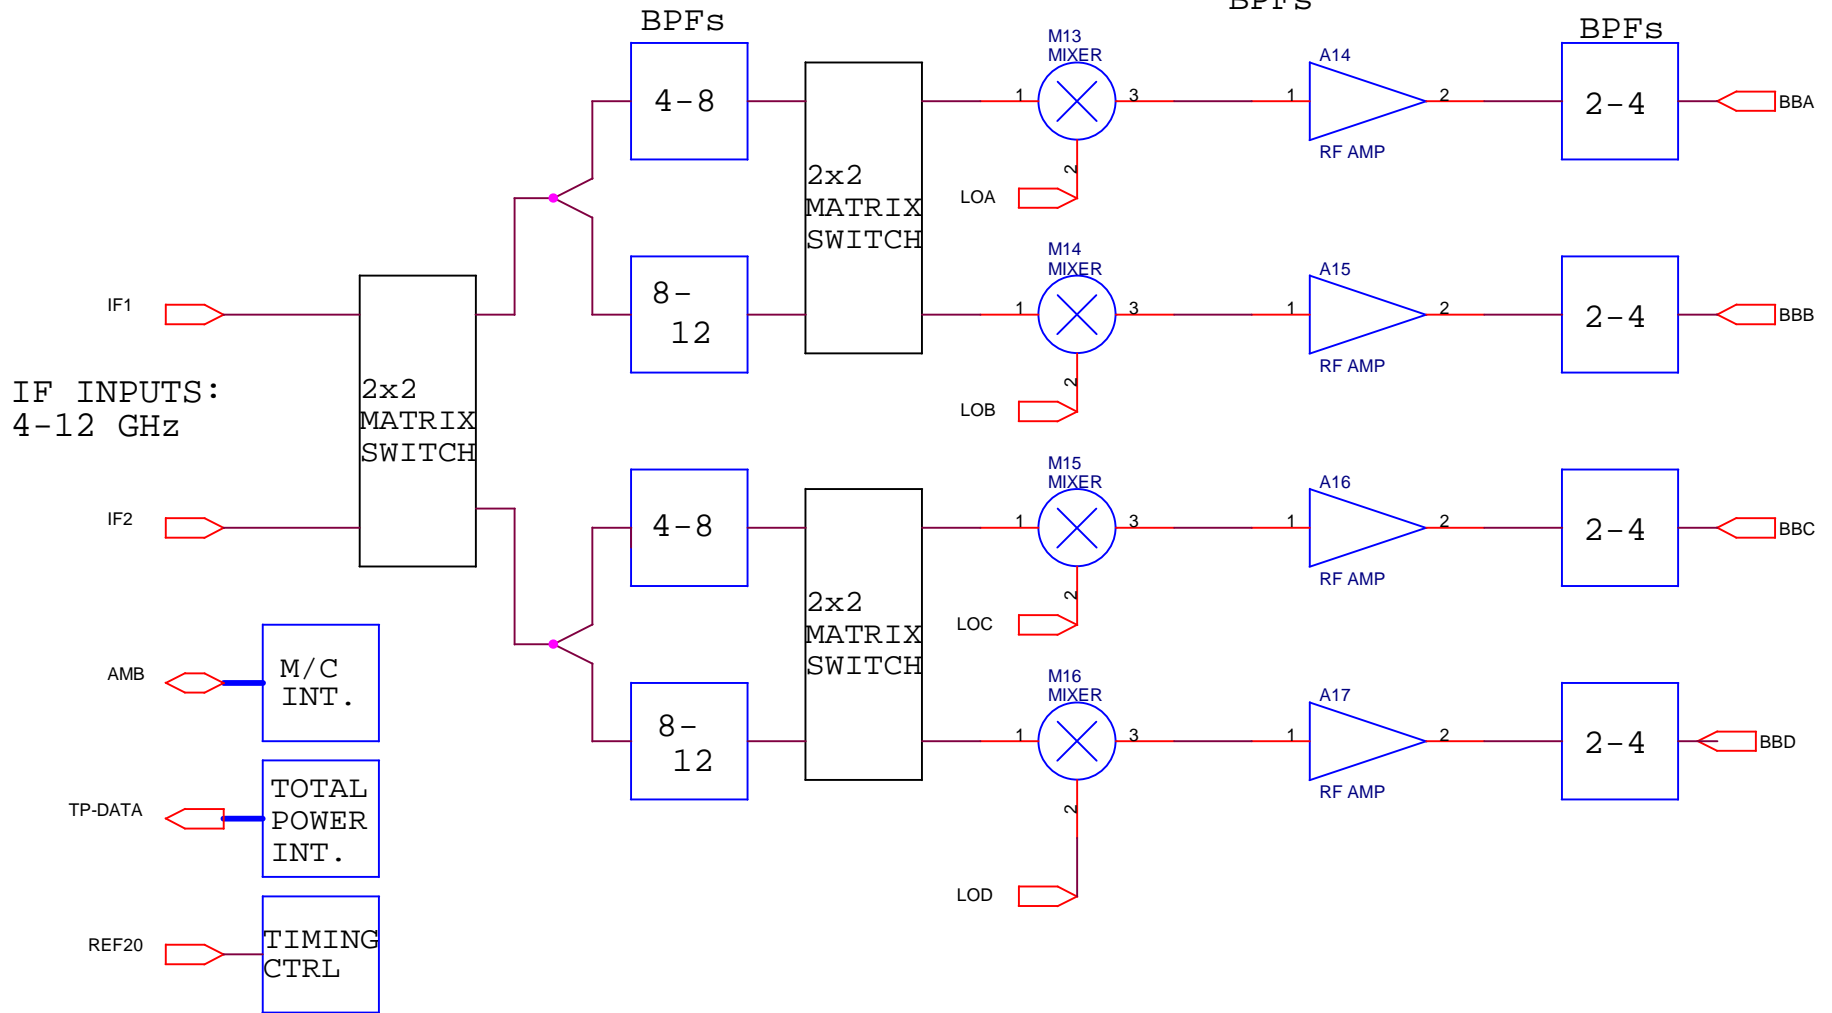 BPFs
BPFs
BPFs
M13
MIXER
A14
4-8
1
3
1
2
2-4
BBA
RF AMP
2
LOA
2x2
MATRIX
SWITCH
M14
MIXER
A15
8-
12
1
3
1
2
2-4
BBB
RF AMP
2
LOB
IF1
IF INPUTS:
4-12 GHz
2x2
MATRIX
SWITCH
IF2
M15
MIXER
A16
4-8
1
3
1
2
2-4
BBC
RF AMP
2
LOC
2x2
MATRIX
SWITCH
M16
MIXER
A17
8-
12
1
3
1
2
2-4
BBD
RF AMP
2
LOD
AMB
M/C
INT.
TP-DATA
TOTAL
POWER
INT.
REF20
TIMING
CTRL